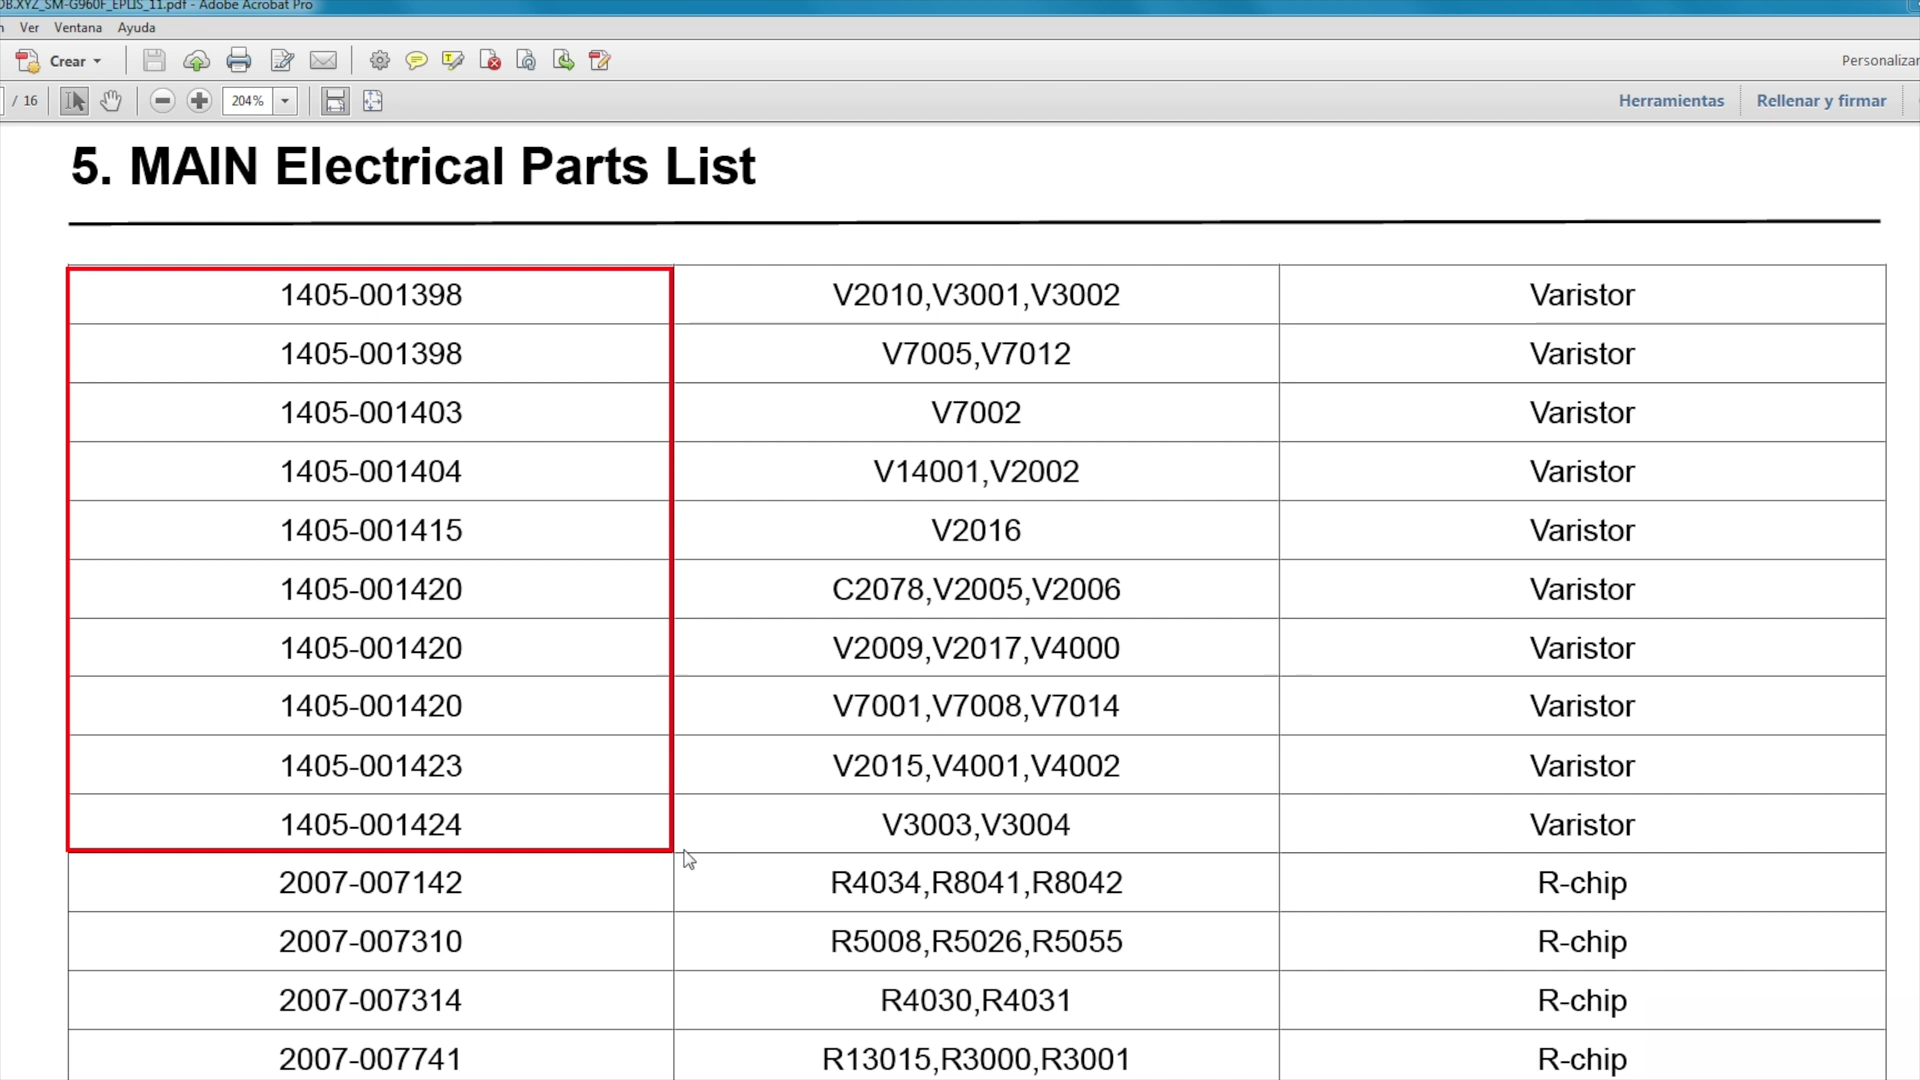 DB.XYZ_SM-G960F_EPLIS_11.pdf - Adobe Acrobat Pro
Ver Ventana Ayuda
Crear Personalizar
/ 16 204% Herramientas Rellenar y firmar
5. MAIN Electrical Parts List
1405-001398 V2010,V3001,V3002 Varistor
1405-001398 V7005,V7012 Varistor
1405-001403 V7002 Varistor
1405-001404 V14001,V2002 Varistor
1405-001415 V2016 Varistor
1405-001420 C2078,V2005,V2006 Varistor
1405-001420 V2009,V2017,V4000 Varistor
1405-001420 V7001,V7008,V7014 Varistor
1405-001423 V2015,V4001,V4002 Varistor
1405-001424 V3003,V3004 Varistor
2007-007142 R4034,R8041,R8042 R-chip
2007-007310 R5008,R5026,R5055 R-chip
2007-007314 R4030,R4031 R-chip
2007-007741 R13015,R3000,R3001 R-chip